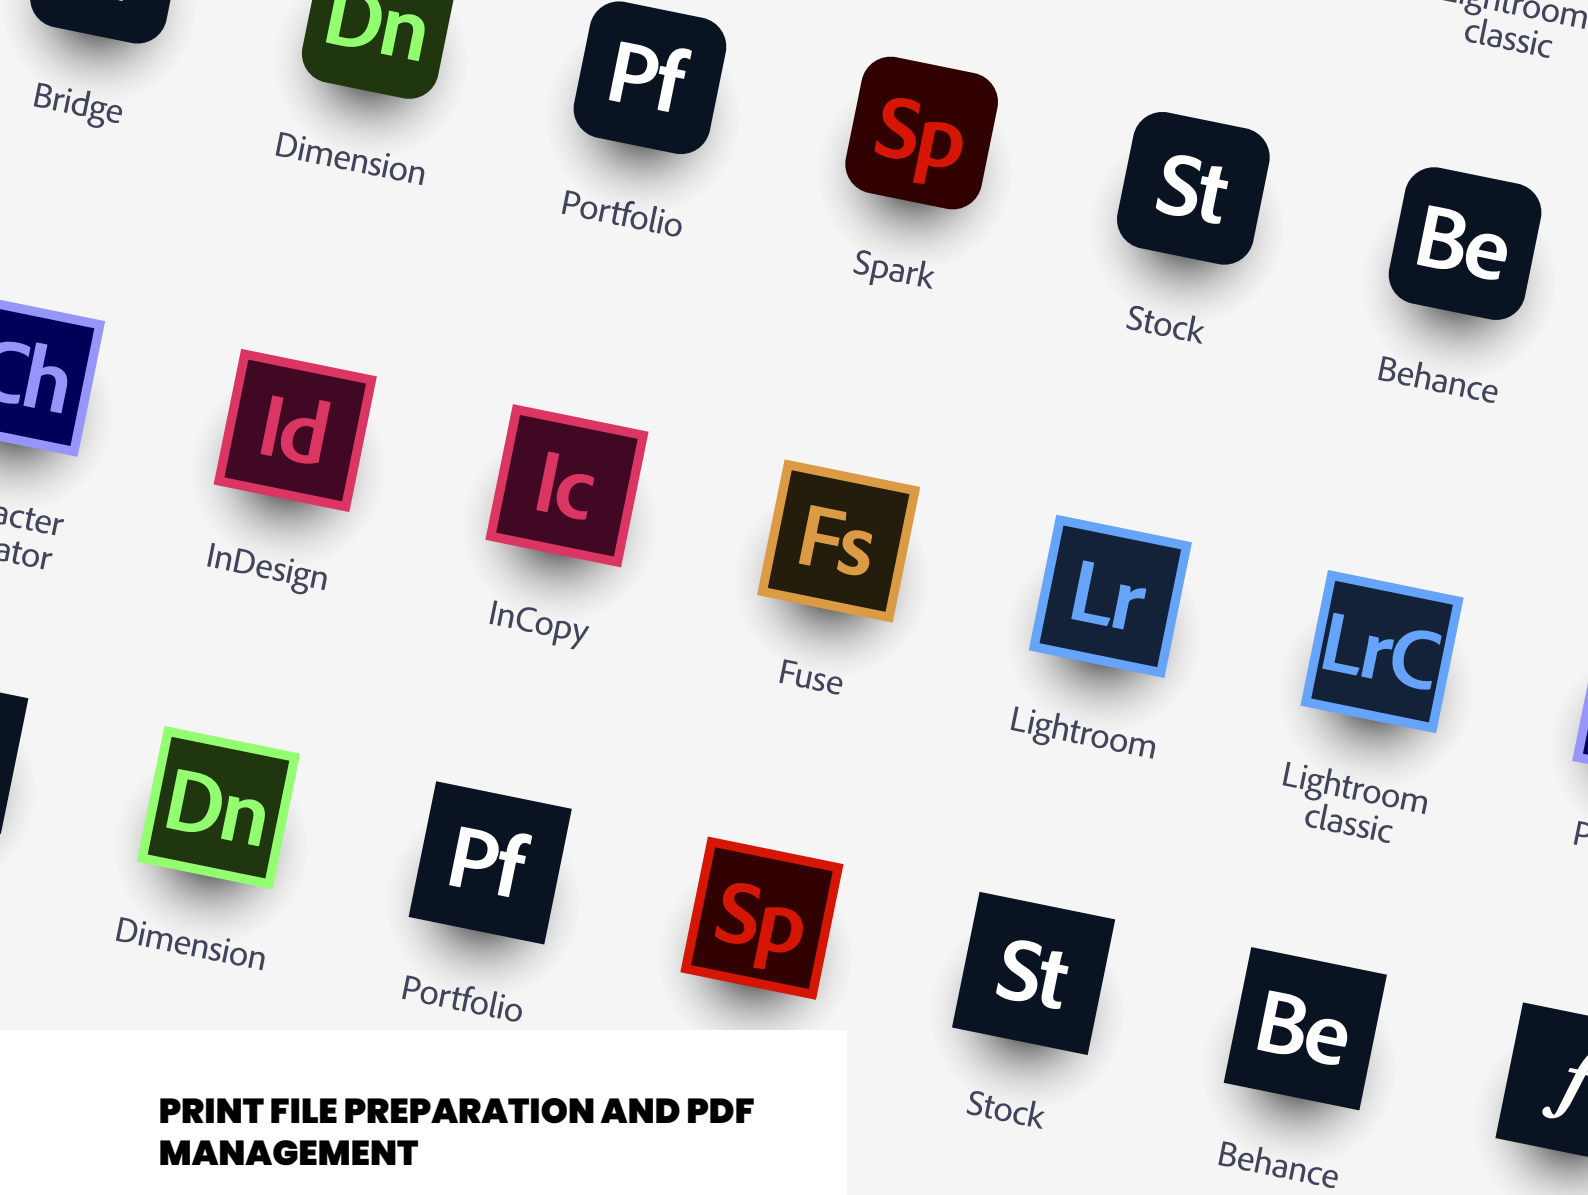 Lightroom
classic
Bridge
Dn
Dimension
Pf
Portfolio
Sp
Spark
St
Stock
Be
Behance
Ch
acter
ator
Id
InDesign
Ic
InCopy
Fs
Fuse
Lr
Lightroom
LrC
Lightroom
classic
Dn
Dimension
Pf
Portfolio
Sp
St
Stock
Be
Behance
f
P
PRINT FILE PREPARATION AND PDF
MANAGEMENT